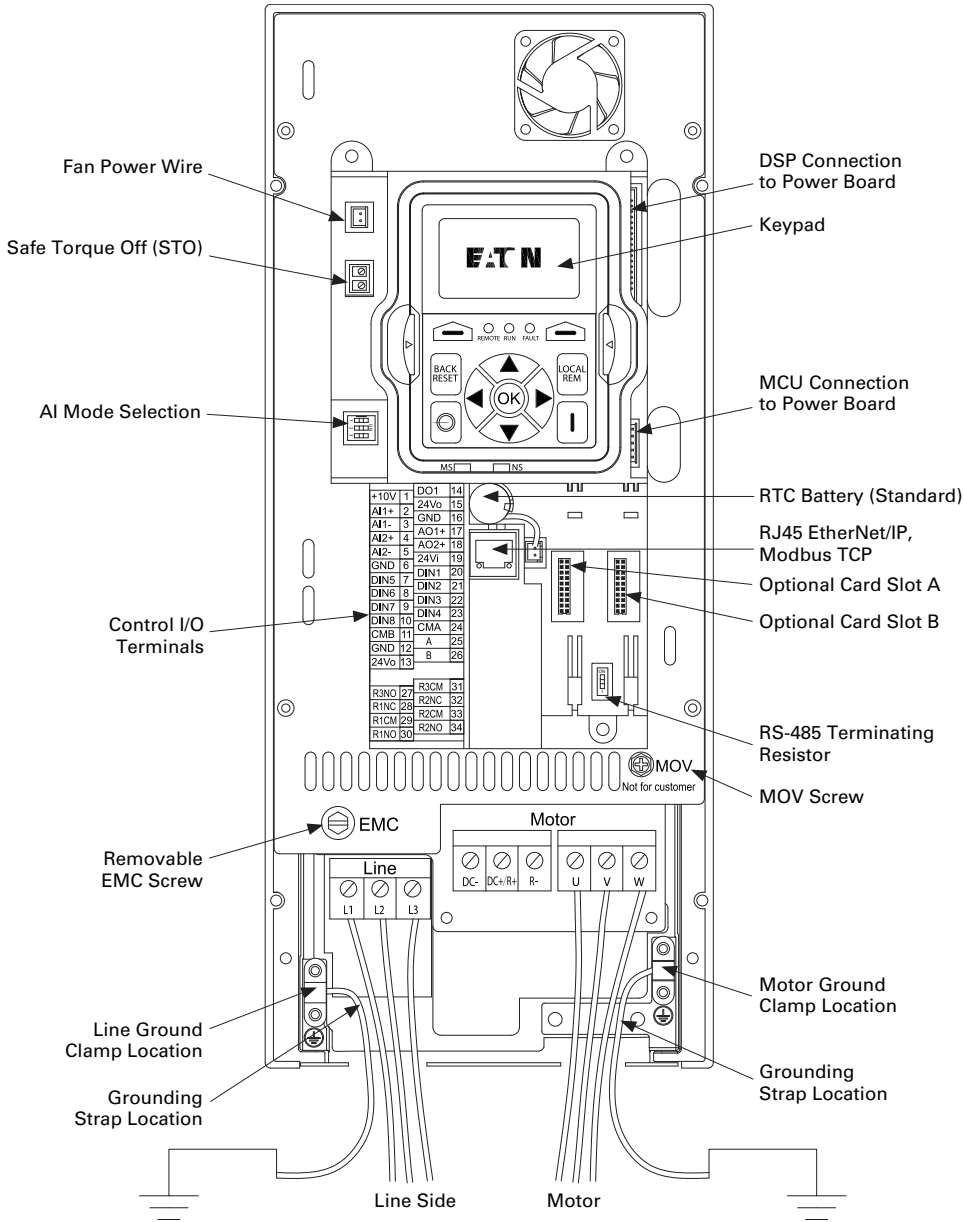 Fan Power Wire
Safe Torque Off (STO)
AI Mode Selection
Control I/O
Terminals
Removable
EMC Screw
Line Ground
Clamp Location
Grounding
Strap Location
EATON
REMOTE RUN FAULT
BACK
RESET
LOCAL
REM
OK
MS NS
+10V 1
AI1+ 2
AI1- 3
AI2+ 4
AI2- 5
GND 6
DIN5 7
DIN6 8
DIN7 9
DIN8 10
CMB 11
GND 12
24Vo 13
DO1 14
24Vo 15
GND 16
AO1+ 17
AO2+ 18
24Vi 19
DIN1 20
DIN2 21
DIN3 22
DIN4 23
CMA 24
A 25
B 26
R3NO 27
R1NC 28
R1CM 29
R1NO 30
R3CM 31
R2NC 32
R2CM 33
R2NO 34
MOV
Not for customer
EMC
Line
L1 L2 L3
Motor
DC- DC+/R+ R- U V W
DSP Connection
to Power Board
Keypad
MCU Connection
to Power Board
RTC Battery (Standard)
RJ45 EtherNet/IP,
Modbus TCP
Optional Card Slot A
Optional Card Slot B
RS-485 Terminating
Resistor
MOV Screw
Motor Ground
Clamp Location
Grounding
Strap Location
Line Side
Motor